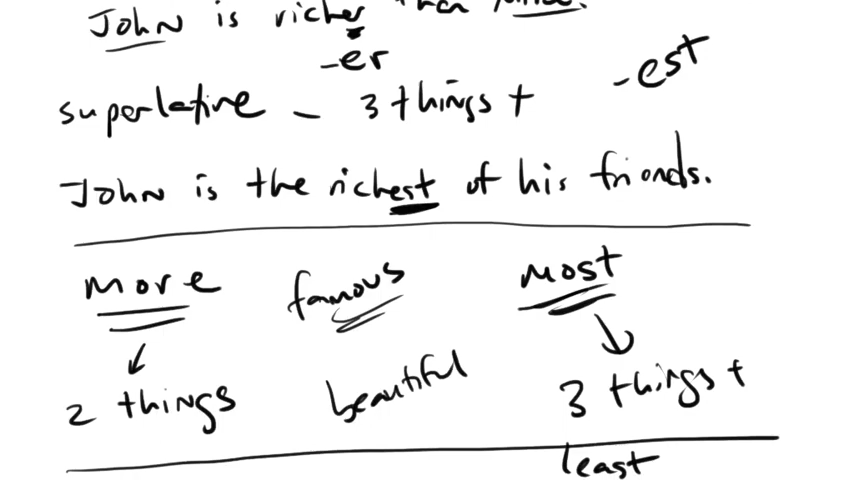 John is richer than
-er
-est
superlative - 3 things +
John is the richest of his friends.
more famous most
2 things beautiful 3 things +
least